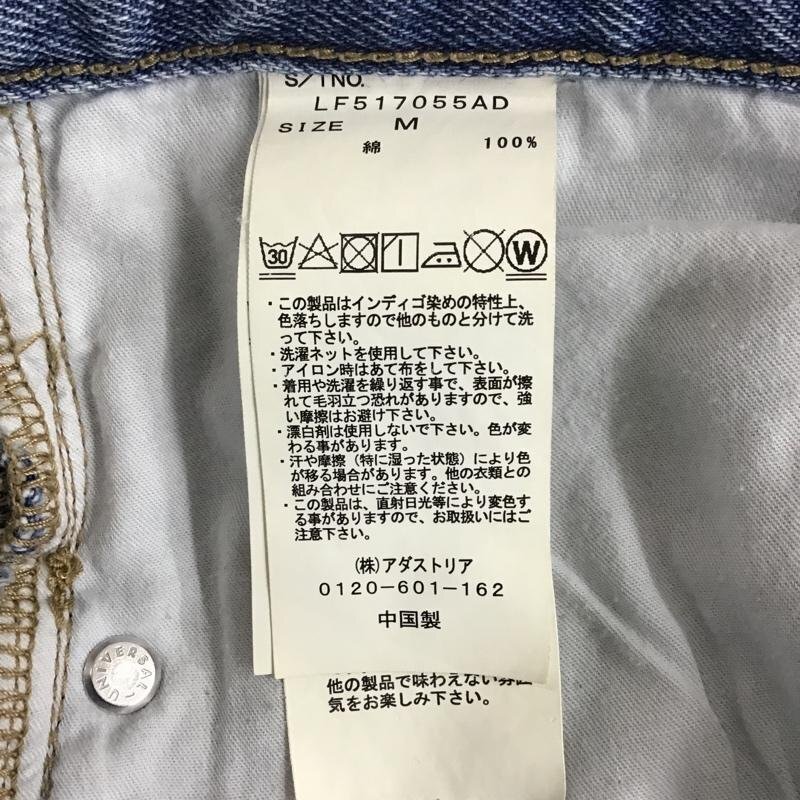 S/TNO.
LF517055AD
SIZE M
綿 100%
30
W
・この製品はインディゴ染めの特性上、
色落ちしますので他のものと分けて洗
って下さい。
・洗濯ネットを使用して下さい。
・アイロン時はあて布をして下さい。
・着用や洗濯を繰り返す事で、表面が擦
れて毛羽立つ恐れがありますので、強
い摩擦はお避け下さい。
・漂白剤は使用しないで下さい。色が変
わる事があります。
・汗や摩擦（特に湿った状態）により色
が移る場合があります。他の衣類との
組み合わせにご注意ください。
・この製品は、直射日光等により変色す
る事がありますので、お取扱いにはご
注意下さい。
(株)アダストリア
0120-601-162
中国製
他の製品で味わえない雰囲
気をお楽しみ下さい。
UNIVERSAL